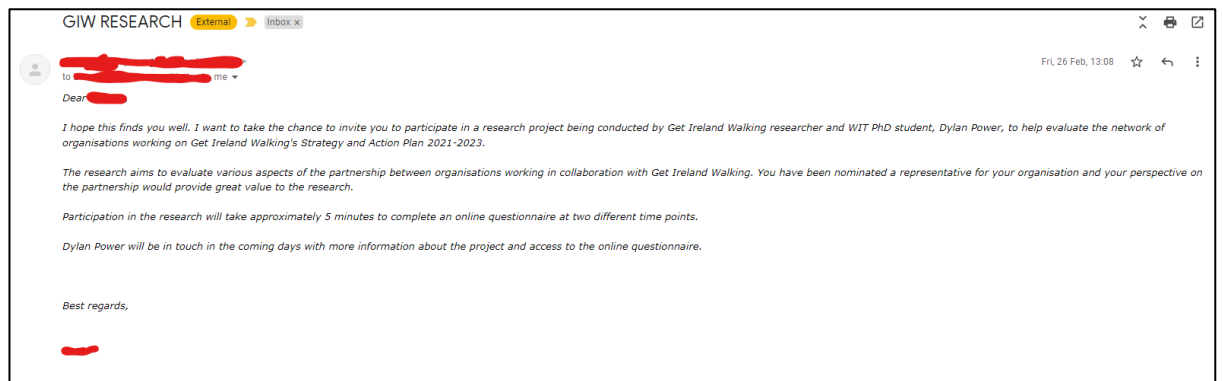 GIW RESEARCH External Inbox x
Fri, 26 Feb, 13:08
to me
Dear
I hope this finds you well. I want to take the chance to invite you to participate in a research project being conducted by Get Ireland Walking researcher and WIT PhD student, Dylan Power, to help evaluate the network of
organisations working on Get Ireland Walking's Strategy and Action Plan 2021-2023.
The research aims to evaluate various aspects of the partnership between organisations working in collaboration with Get Ireland Walking. You have been nominated a representative for your organisation and your perspective on
the partnership would provide great value to the research.
Participation in the research will take approximately 5 minutes to complete an online questionnaire at two different time points.
Dylan Power will be in touch in the coming days with more information about the project and access to the online questionnaire.
Best regards,